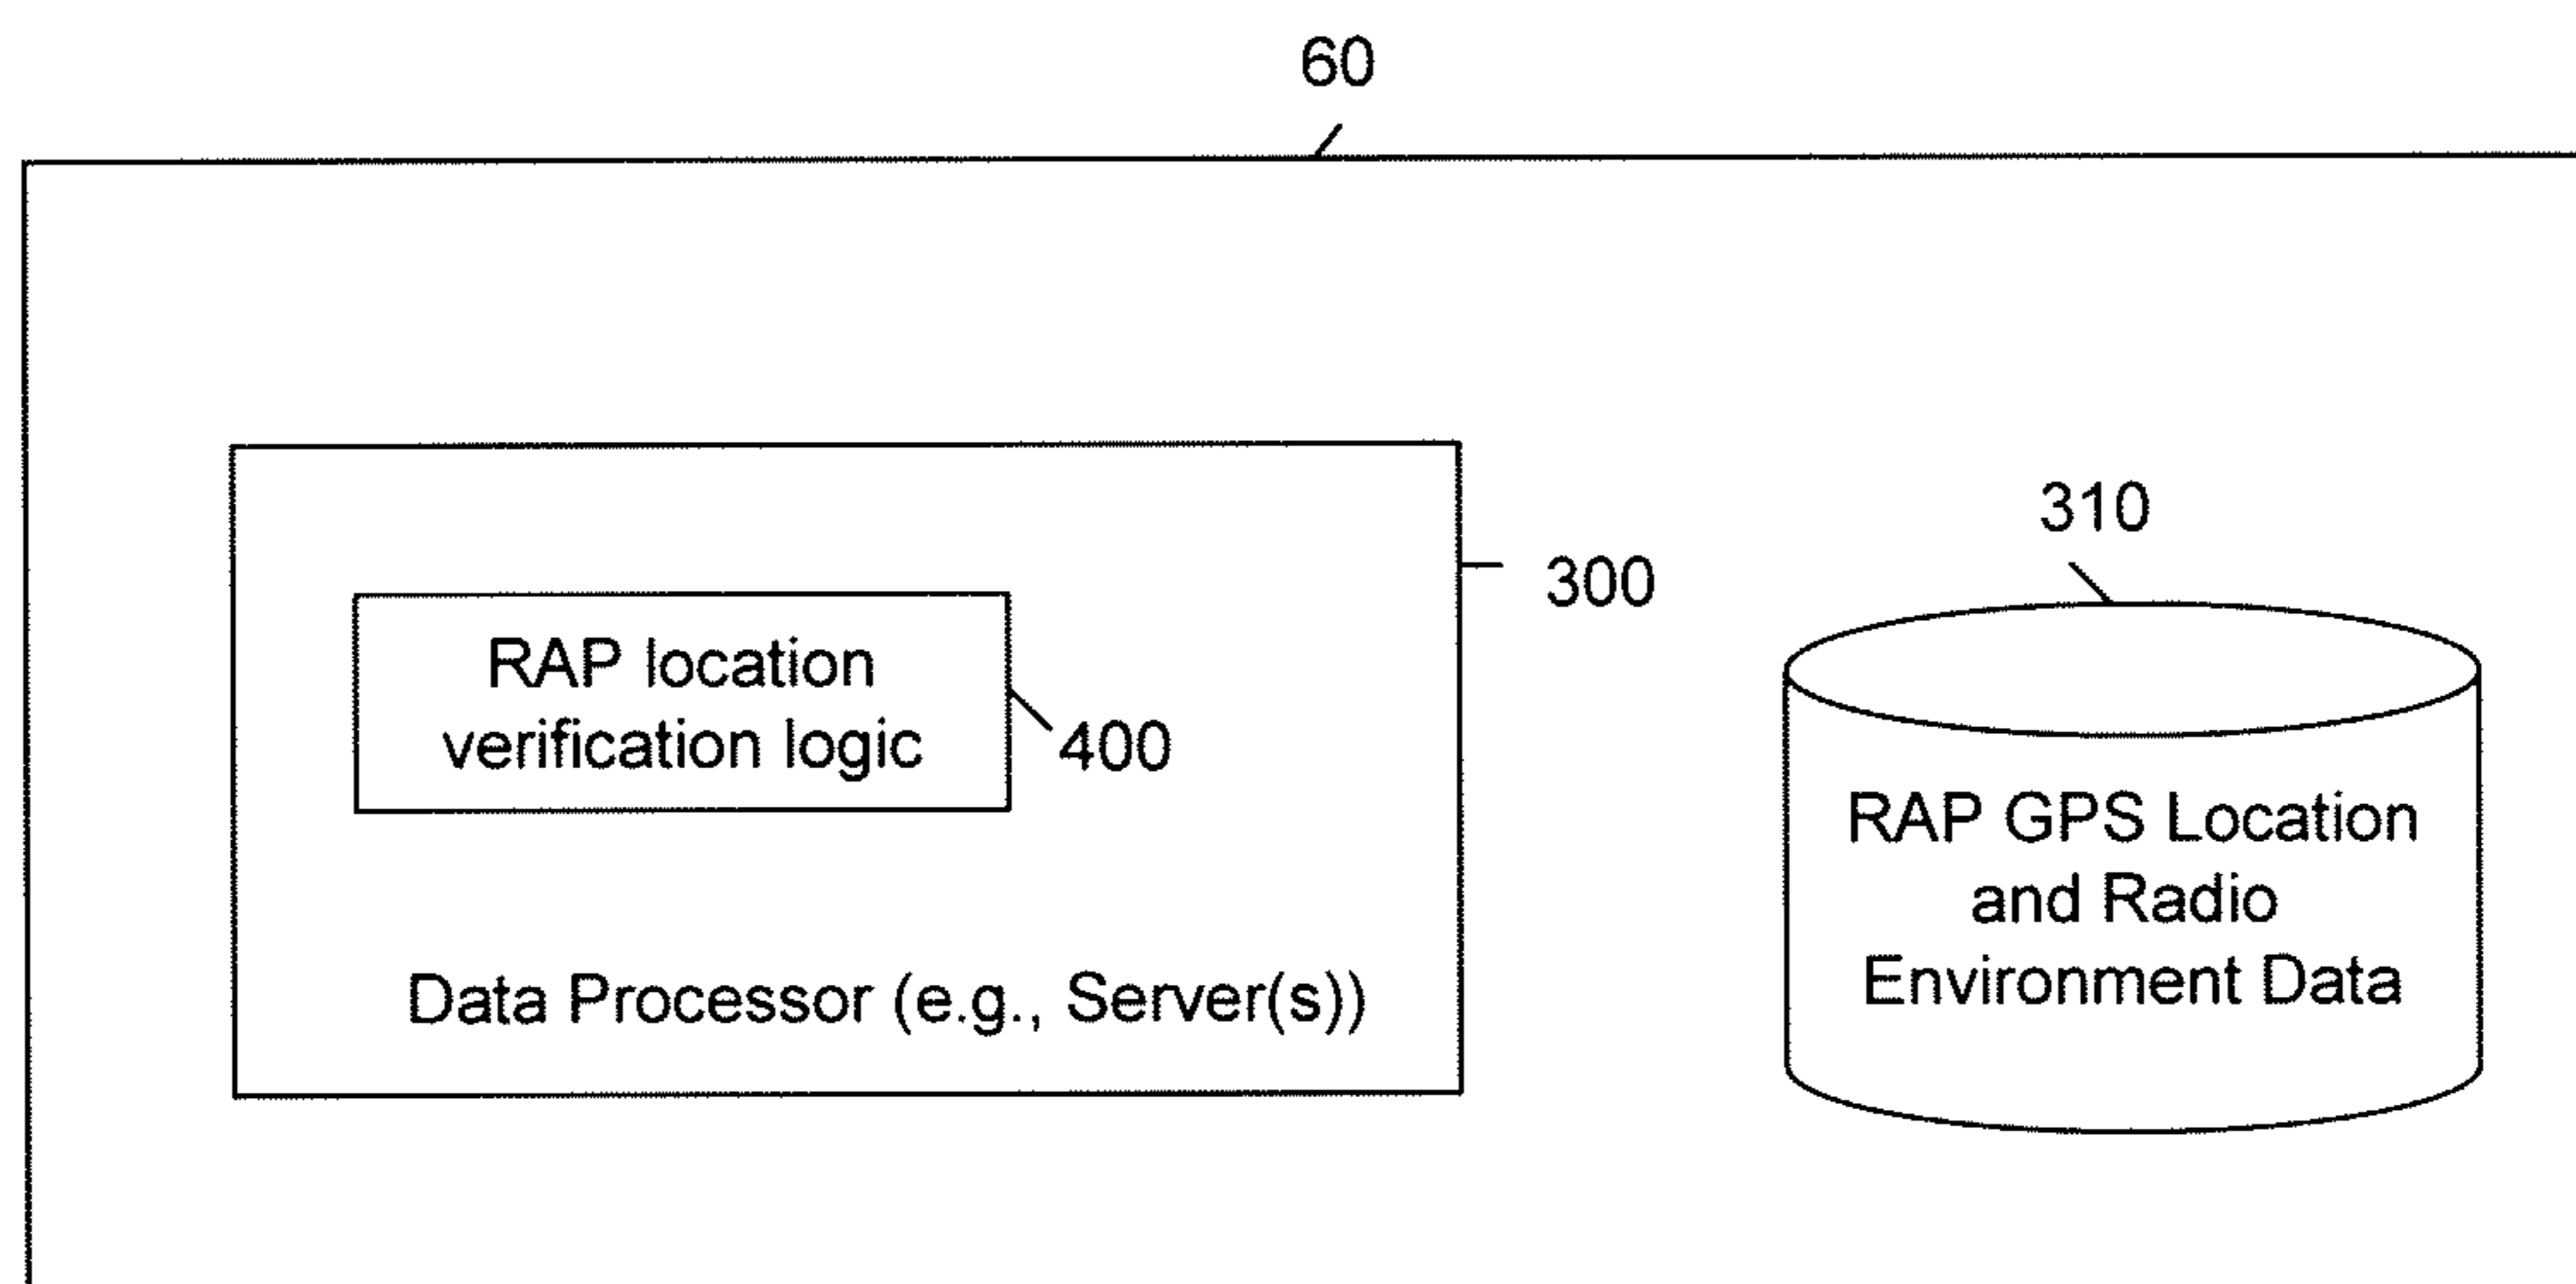 60
310
300
RAP location
verification logic
400
RAP GPS Location
and Radio
Environment Data
Data Processor (e.g., Server(s))